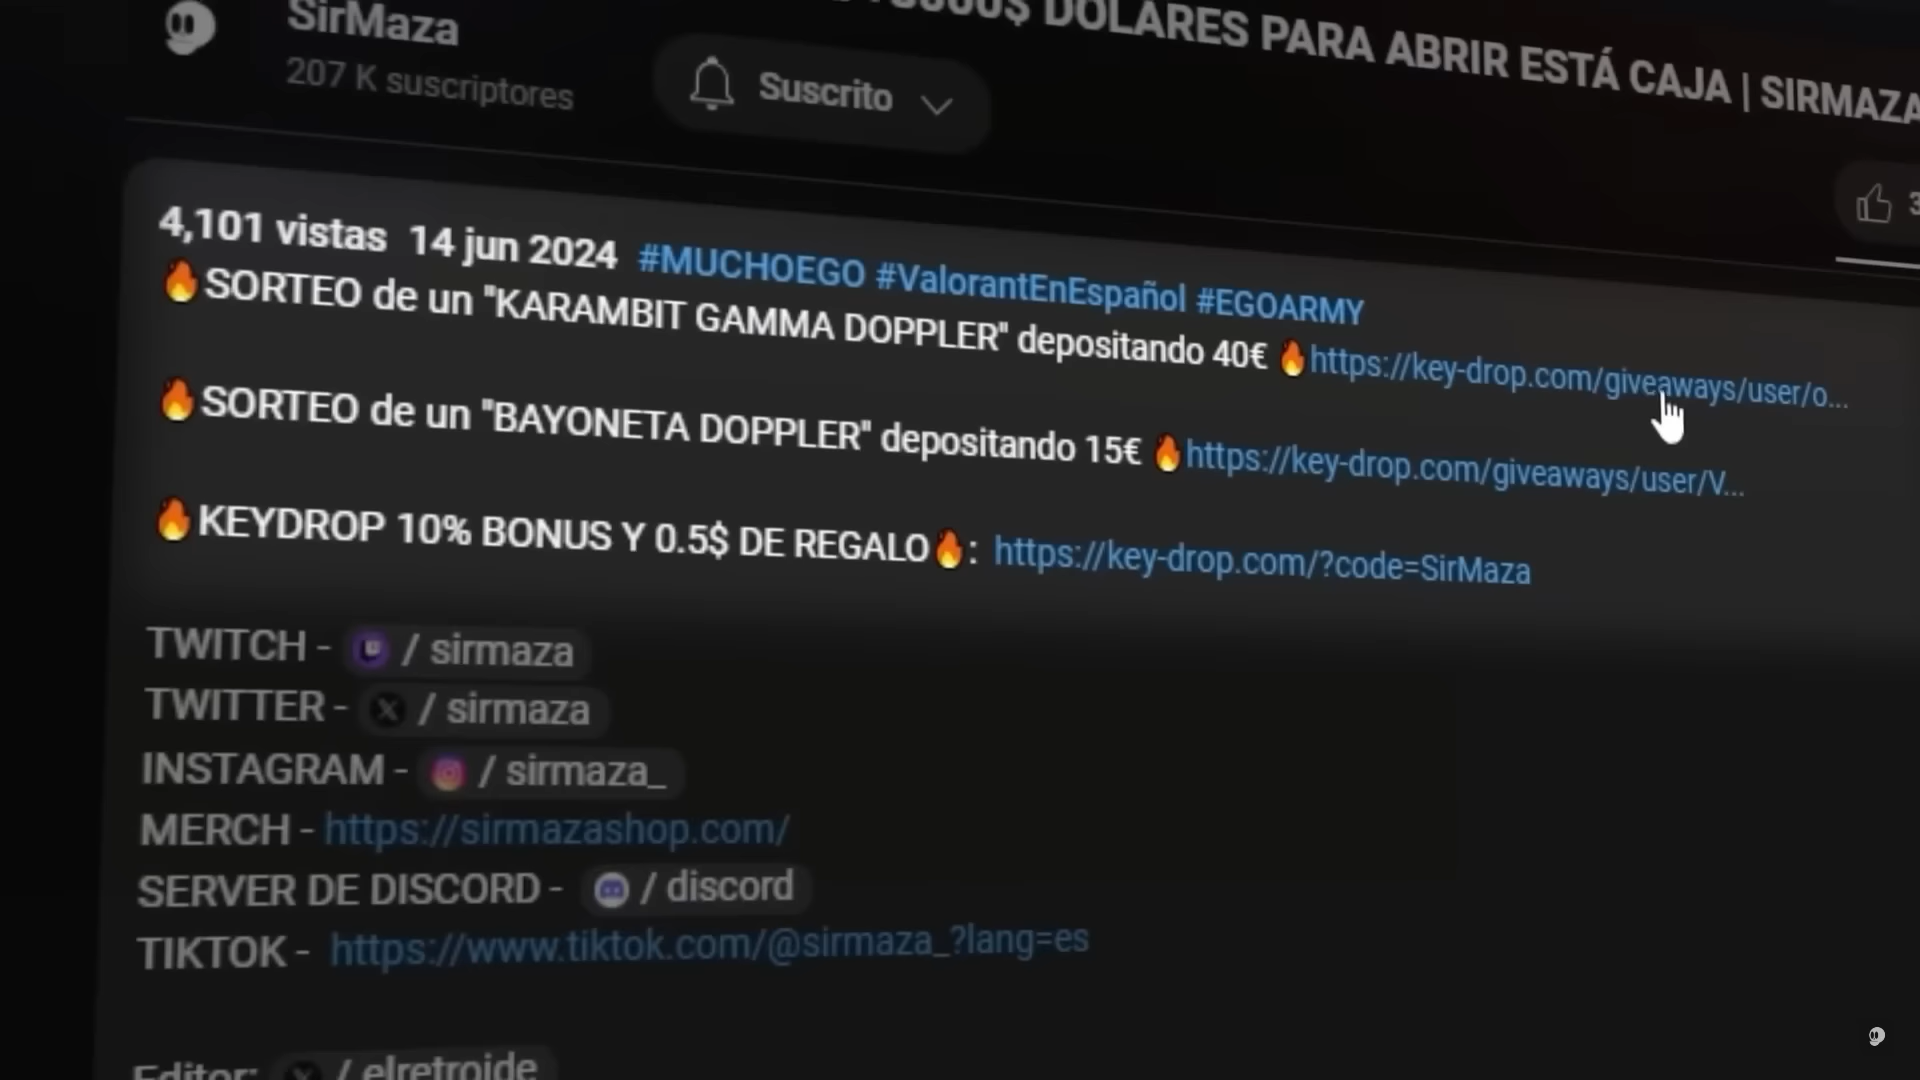 DOLARES PARA ABRIR ESTÁ CAJA | SIRMAZA
SirMaza
207 K suscriptores
Suscrito
4,101 vistas 14 jun 2024 #MUCHOEGO #ValorantEnEspañol #EGOARMY
🔥SORTEO de un "KARAMBIT GAMMA DOPPLER" depositando 40€ 🔥https://key-drop.com/giveaways/user/o...
🔥SORTEO de un "BAYONETA DOPPLER" depositando 15€ 🔥https://key-drop.com/giveaways/user/V...
🔥KEYDROP 10% BONUS Y 0.5$ DE REGALO🔥: https://key-drop.com/?code=SirMaza
TWITCH - / sirmaza
TWITTER - / sirmaza
INSTAGRAM - / sirmaza_
MERCH - https://sirmazashop.com/
SERVER DE DISCORD - / discord
TIKTOK - https://www.tiktok.com/@sirmaza_?lang=es
Editor: / elretroide